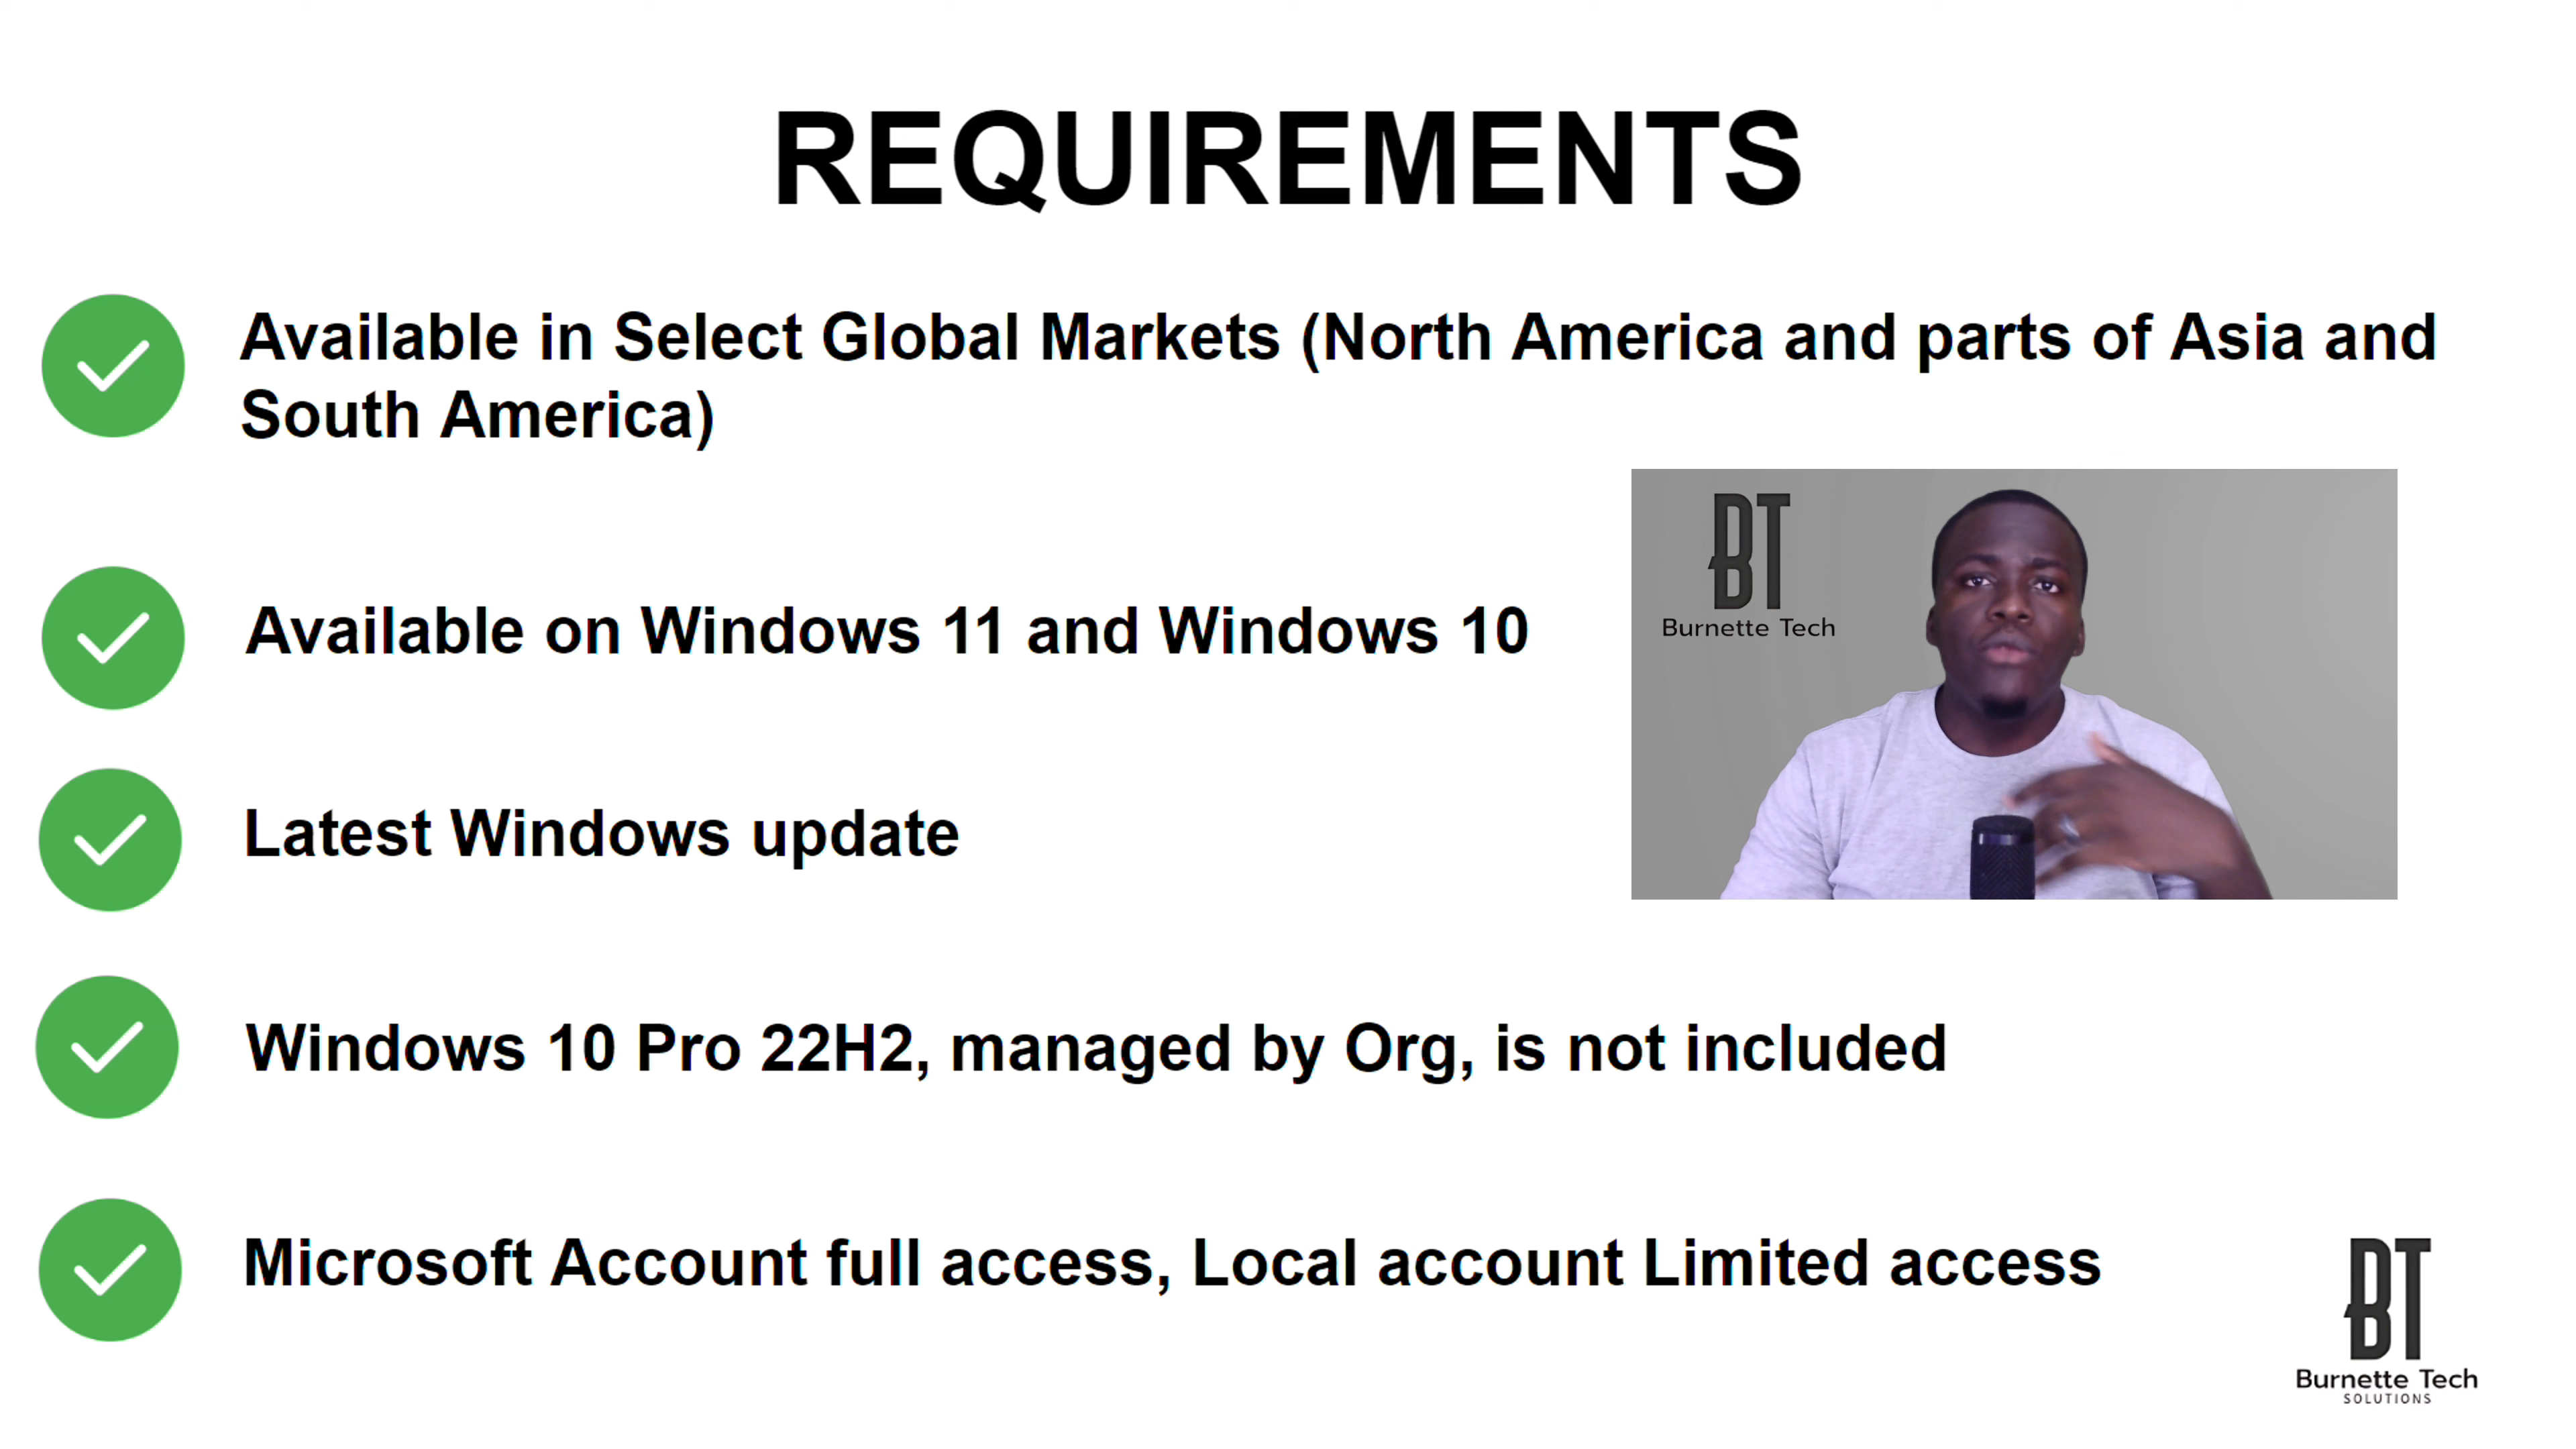 REQUIREMENTS
Available in Select Global Markets (North America and parts of Asia and
South America)
BT
Burnette Tech
Available on Windows 11 and Windows 10
Latest Windows update
Windows 10 Pro 22H2, managed by Org, is not included
Microsoft Account full access, Local account Limited access
BT
Burnette Tech
SOLUTIONS